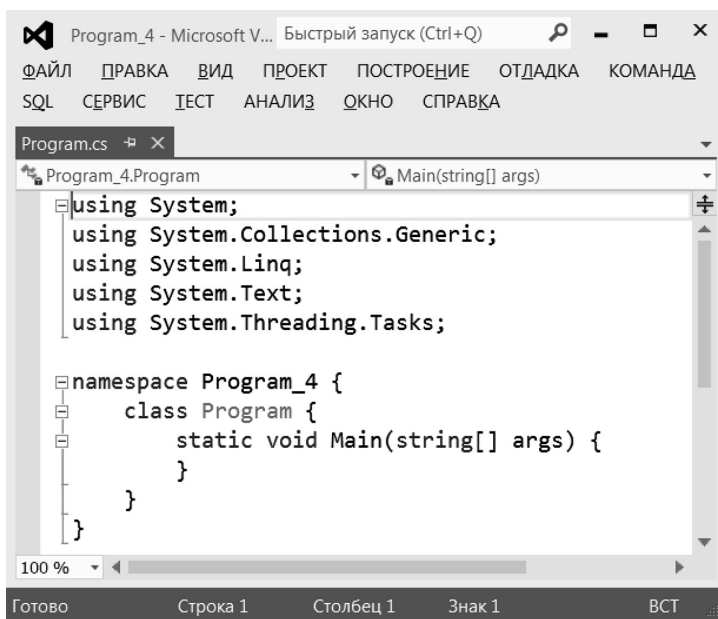 Program_4 - Microsoft V... Быстрый запуск (Ctrl+Q)
ФАЙЛ ПРАВКА ВИД ПРОЕКТ ПОСТРОЕНИЕ ОТЛАДКА КОМАНДА
SQL СЕРВИС ТЕСТ АНАЛИЗ ОКНО СПРАВКА
Program.cs
Program_4.Program Main(string[] args)
using System;
using System.Collections.Generic;
using System.Linq;
using System.Text;
using System.Threading.Tasks;
namespace Program_4 {
class Program {
static void Main(string[] args) {
}
}
}
100 %
Готово Строка 1 Столбец 1 Знак 1 ВСТ